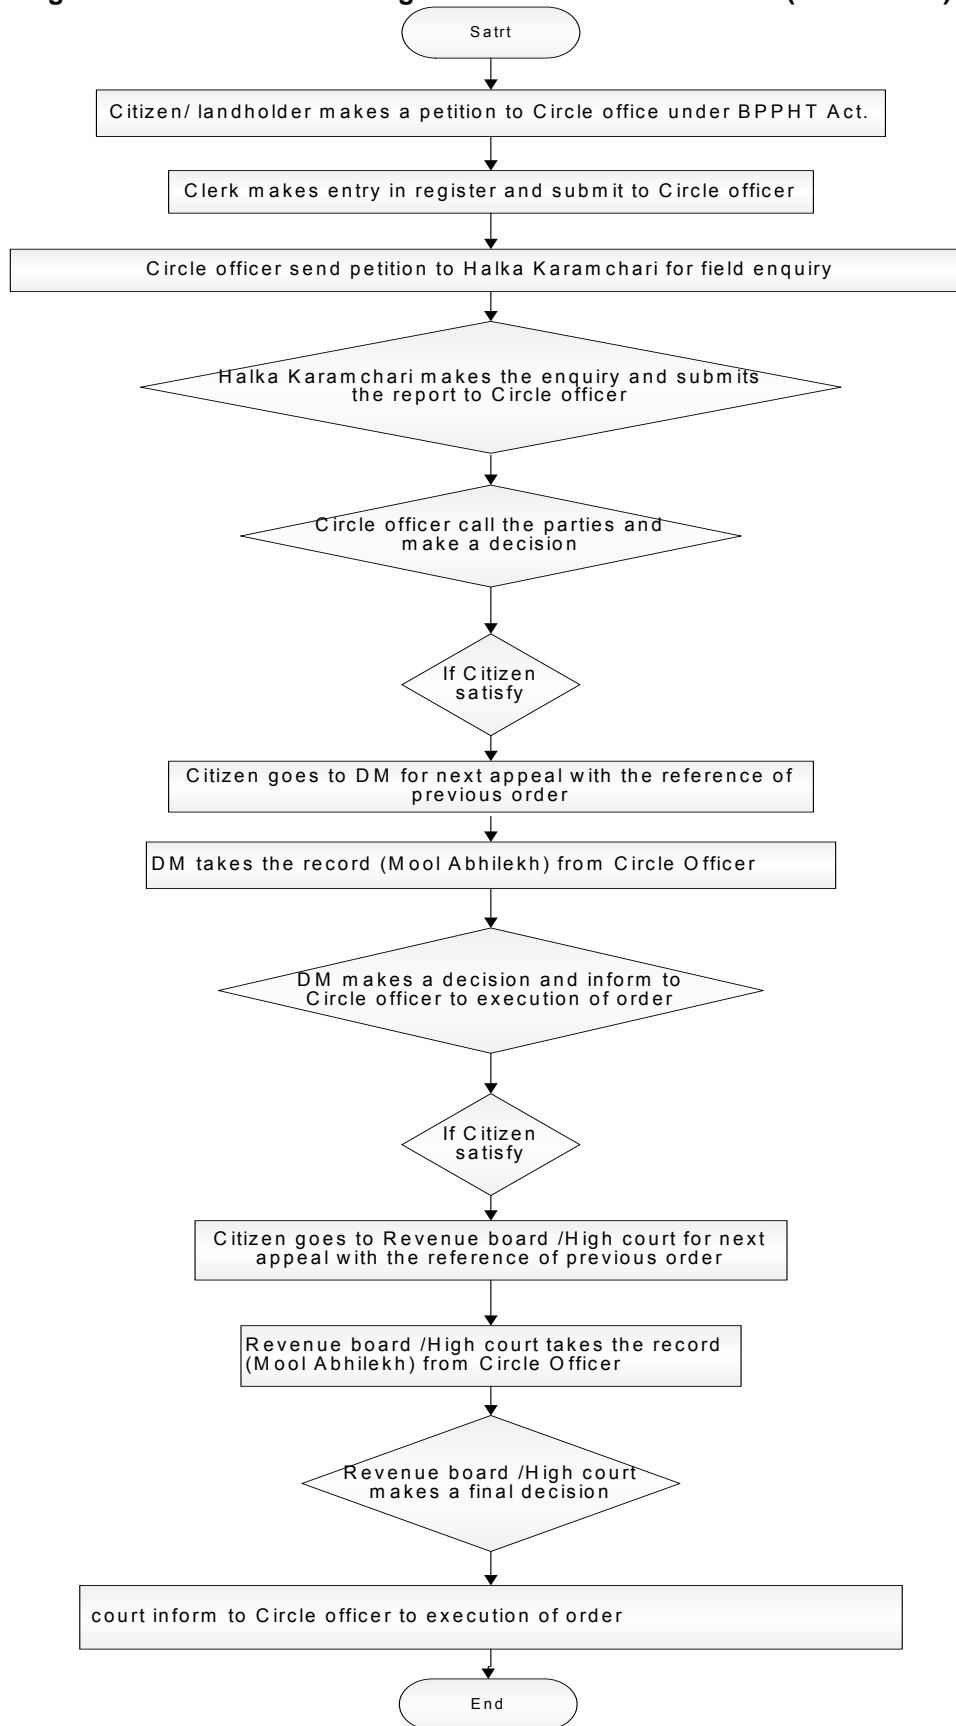 Satrt
Citizen/ landholder makes a petition to Circle office under BPPHT Act.
Clerk makes entry in register and submit to Circle officer
Circle officer send petition to Halka Karamchari for field enquiry
Halka Karamchari makes the enquiry and submits
the report to Circle officer
Circle officer call the parties and
make a decision
If Citizen
satisfy
Citizen goes to DM for next appeal with the reference of
previous order
DM takes the record (Mool Abhilekh) from Circle Officer
DM makes a decision and inform to
Circle officer to execution of order
If Citizen
satisfy
Citizen goes to Revenue board /High court for next
appeal with the reference of previous order
Revenue board /High court takes the record
(Mool Abhilekh) from Circle Officer
Revenue board /High court
makes a final decision
court inform to Circle officer to execution of order
End